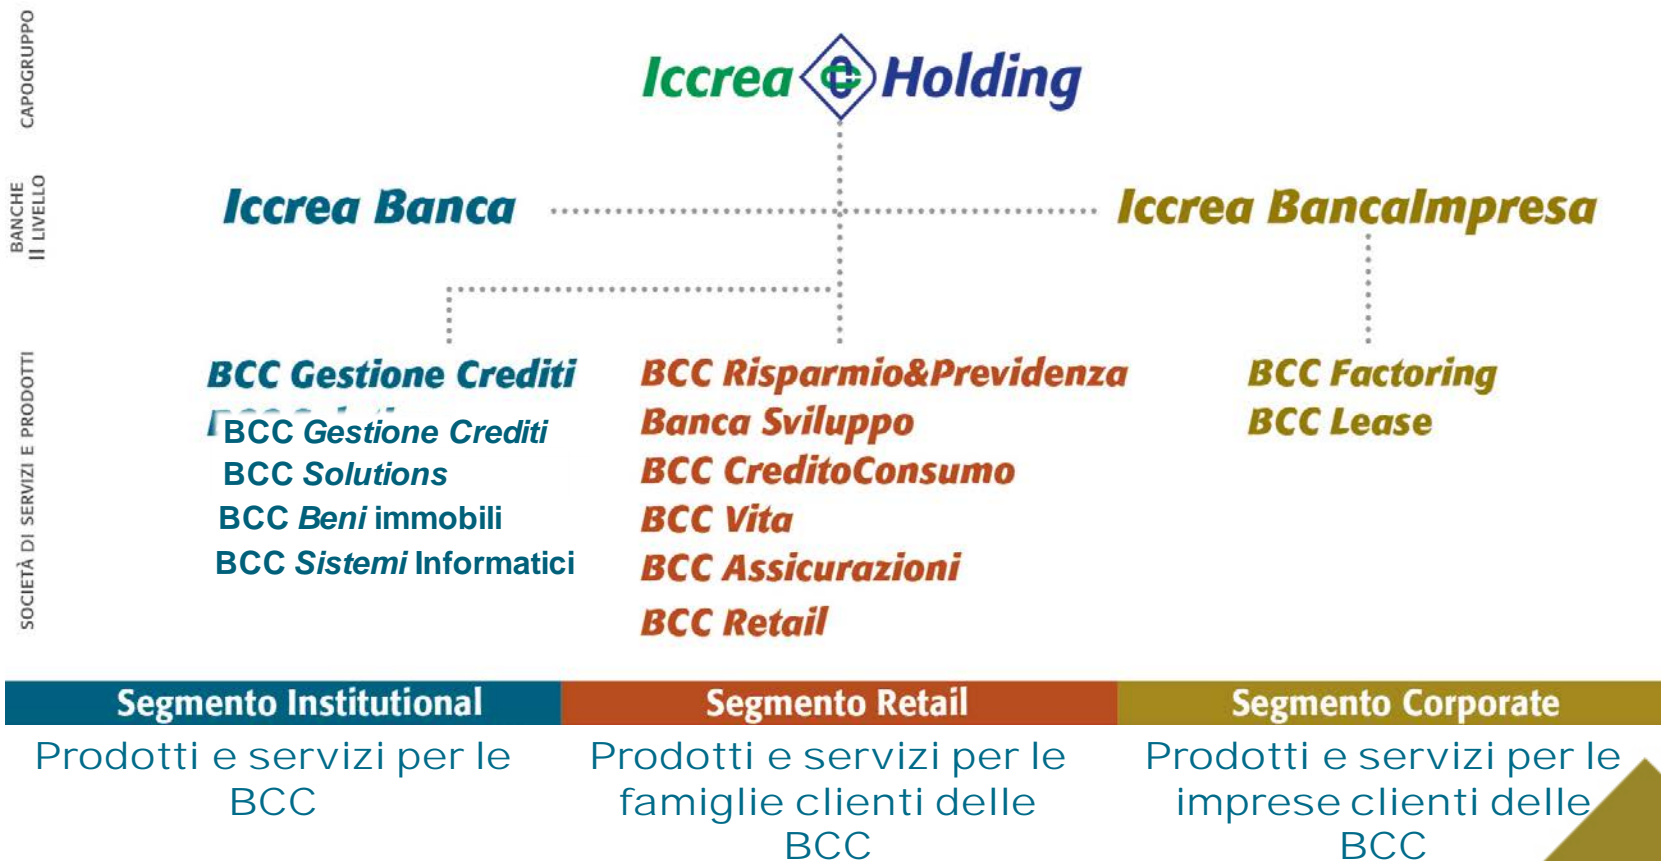 CAPOGRUPPO
Iccrea Holding
BANCHE
II LIVELLO
Iccrea Banca
Iccrea BancaImpresa
SOCIETÀ DI SERVIZI E PRODOTTI
BCC Gestione Crediti
BCC Gestione Crediti
BCC Solutions
BCC Beni immobili
BCC Sistemi Informatici
BCC Risparmio&Previdenza
Banca Sviluppo
BCC CreditoConsumo
BCC Vita
BCC Assicurazioni
BCC Retail
BCC Factoring
BCC Lease
Segmento Institutional
Prodotti e servizi per le
BCC
Segmento Retail
Prodotti e servizi per le
famiglie clienti delle
BCC
Segmento Corporate
Prodotti e servizi per le
imprese clienti delle
BCC